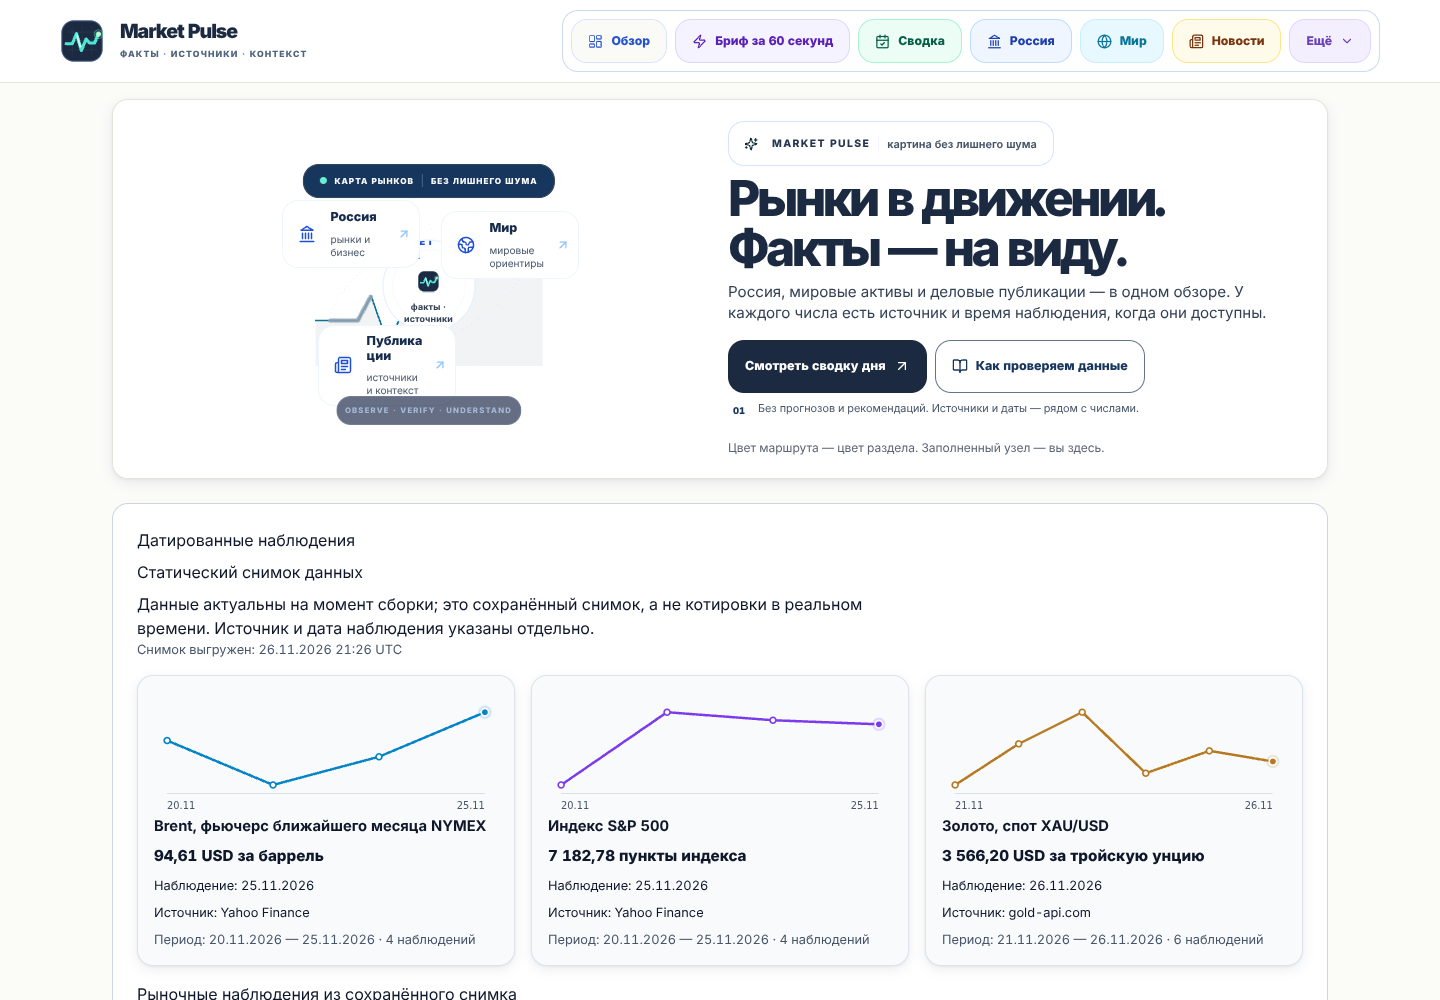 Market Pulse
ФАКТЫ · ИСТОЧНИКИ · КОНТЕКСТ
Обзор
Бриф за 60 секунд
Сводка
Россия
Мир
Новости
Ещё
КАРТА РЫНКОВ
БЕЗ ЛИШНЕГО ШУМА
Россия
рынки и
бизнес
Мир
мировые
ориентиры
факты ·
источники
Публика
ции
источники
и контекст
OBSERVE · VERIFY · UNDERSTAND
MARKET PULSE
картина без лишнего шума
Рынки в движении.
Факты — на виду.
Россия, мировые активы и деловые публикации — в одном обзоре. У
каждого числа есть источник и время наблюдения, когда они доступны.
Смотреть сводку дня
Как проверяем данные
01 Без прогнозов и рекомендаций. Источники и даты — рядом с числами.
Цвет маршрута — цвет раздела. Заполненный узел — вы здесь.
Датированные наблюдения
Статический снимок данных
Данные актуальны на момент сборки; это сохранённый снимок, а не котировки в реальном
времени. Источник и дата наблюдения указаны отдельно.
Снимок выгружен: 26.11.2026 21:26 UTC
20.11 25.11
Brent, фьючерс ближайшего месяца NYMEX
94,61 USD за баррель
Наблюдение: 25.11.2026
Источник: Yahoo Finance
Период: 20.11.2026 — 25.11.2026 · 4 наблюдений
20.11 25.11
Индекс S&P 500
7 182,78 пункты индекса
Наблюдение: 25.11.2026
Источник: Yahoo Finance
Период: 20.11.2026 — 25.11.2026 · 4 наблюдений
21.11 26.11
Золото, спот XAU/USD
3 566,20 USD за тройскую унцию
Наблюдение: 26.11.2026
Источник: gold-api.com
Период: 21.11.2026 — 26.11.2026 · 6 наблюдений
Рыночные наблюдения из сохранённого снимка